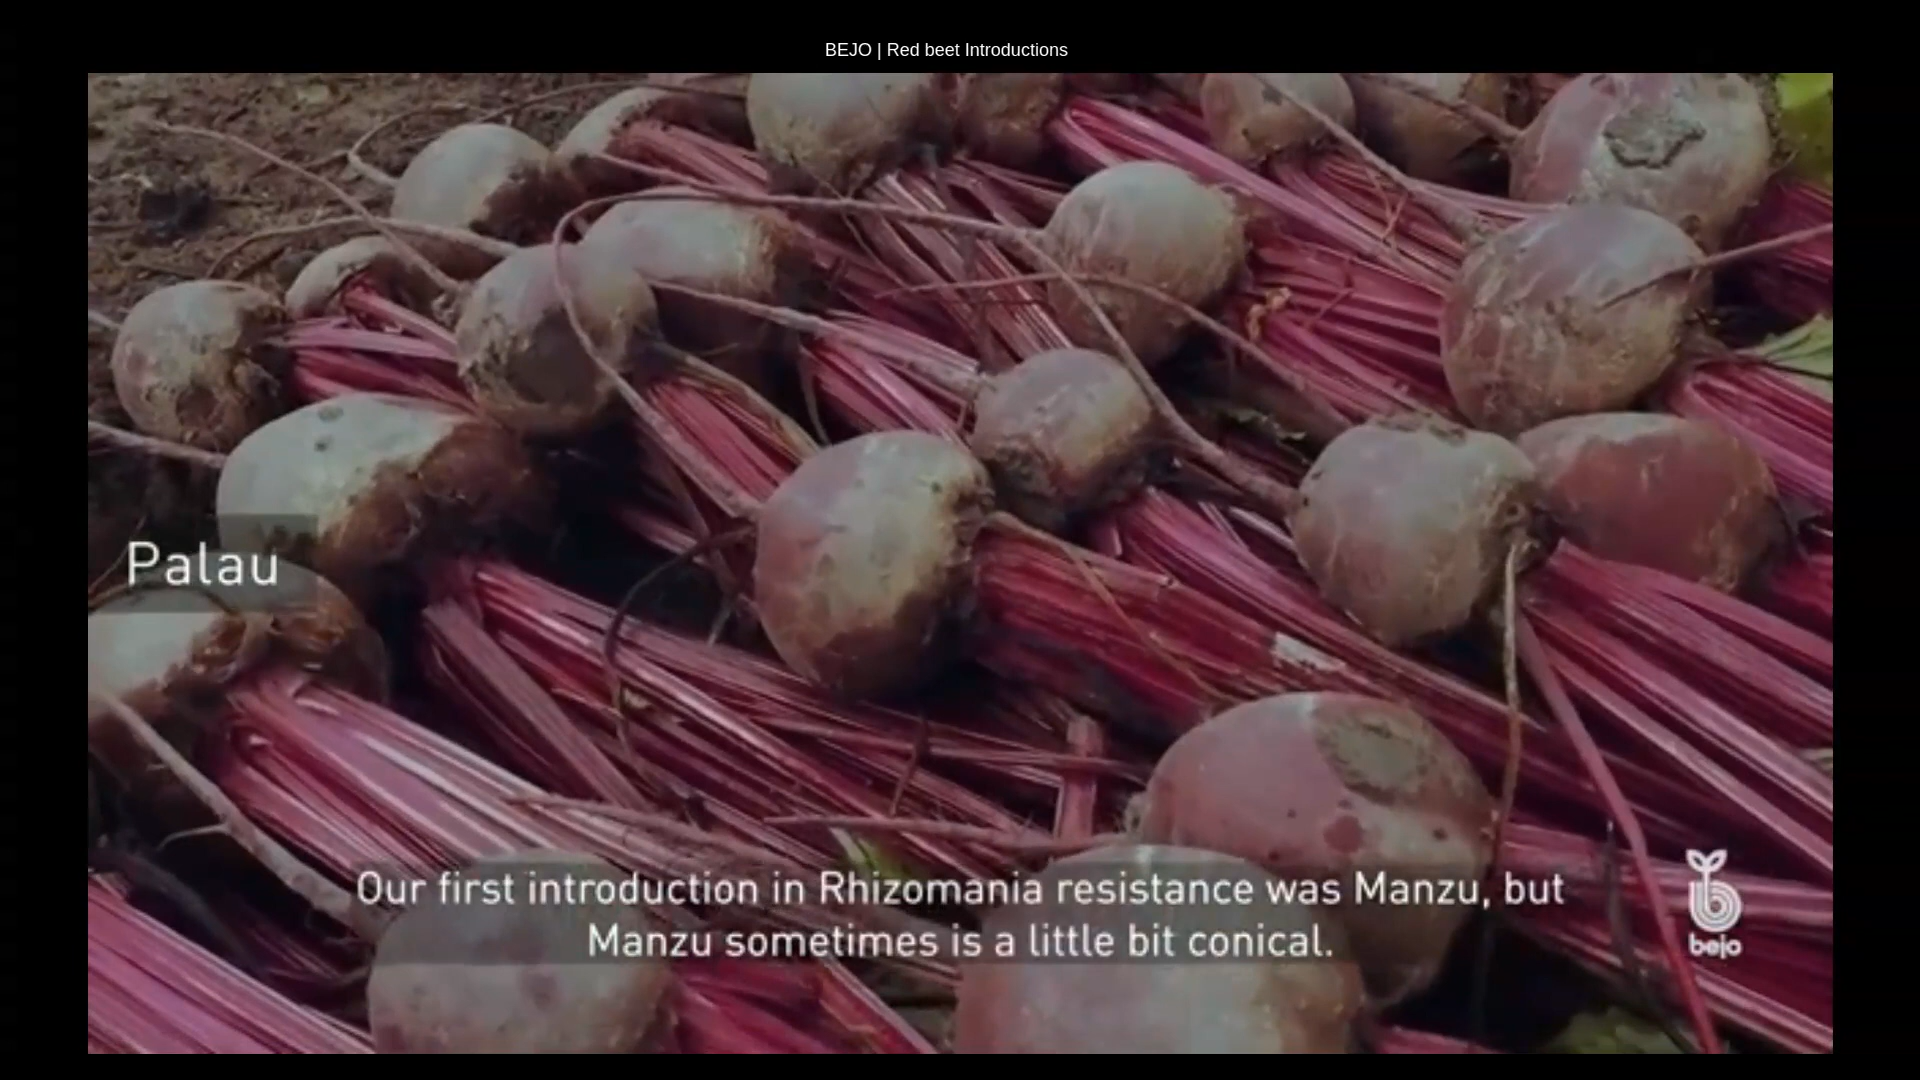 BEJO | Red beet Introductions
Palau
Our first introduction in Rhizomania resistance was Manzu, but
Manzu sometimes is a little bit conical.
bejo